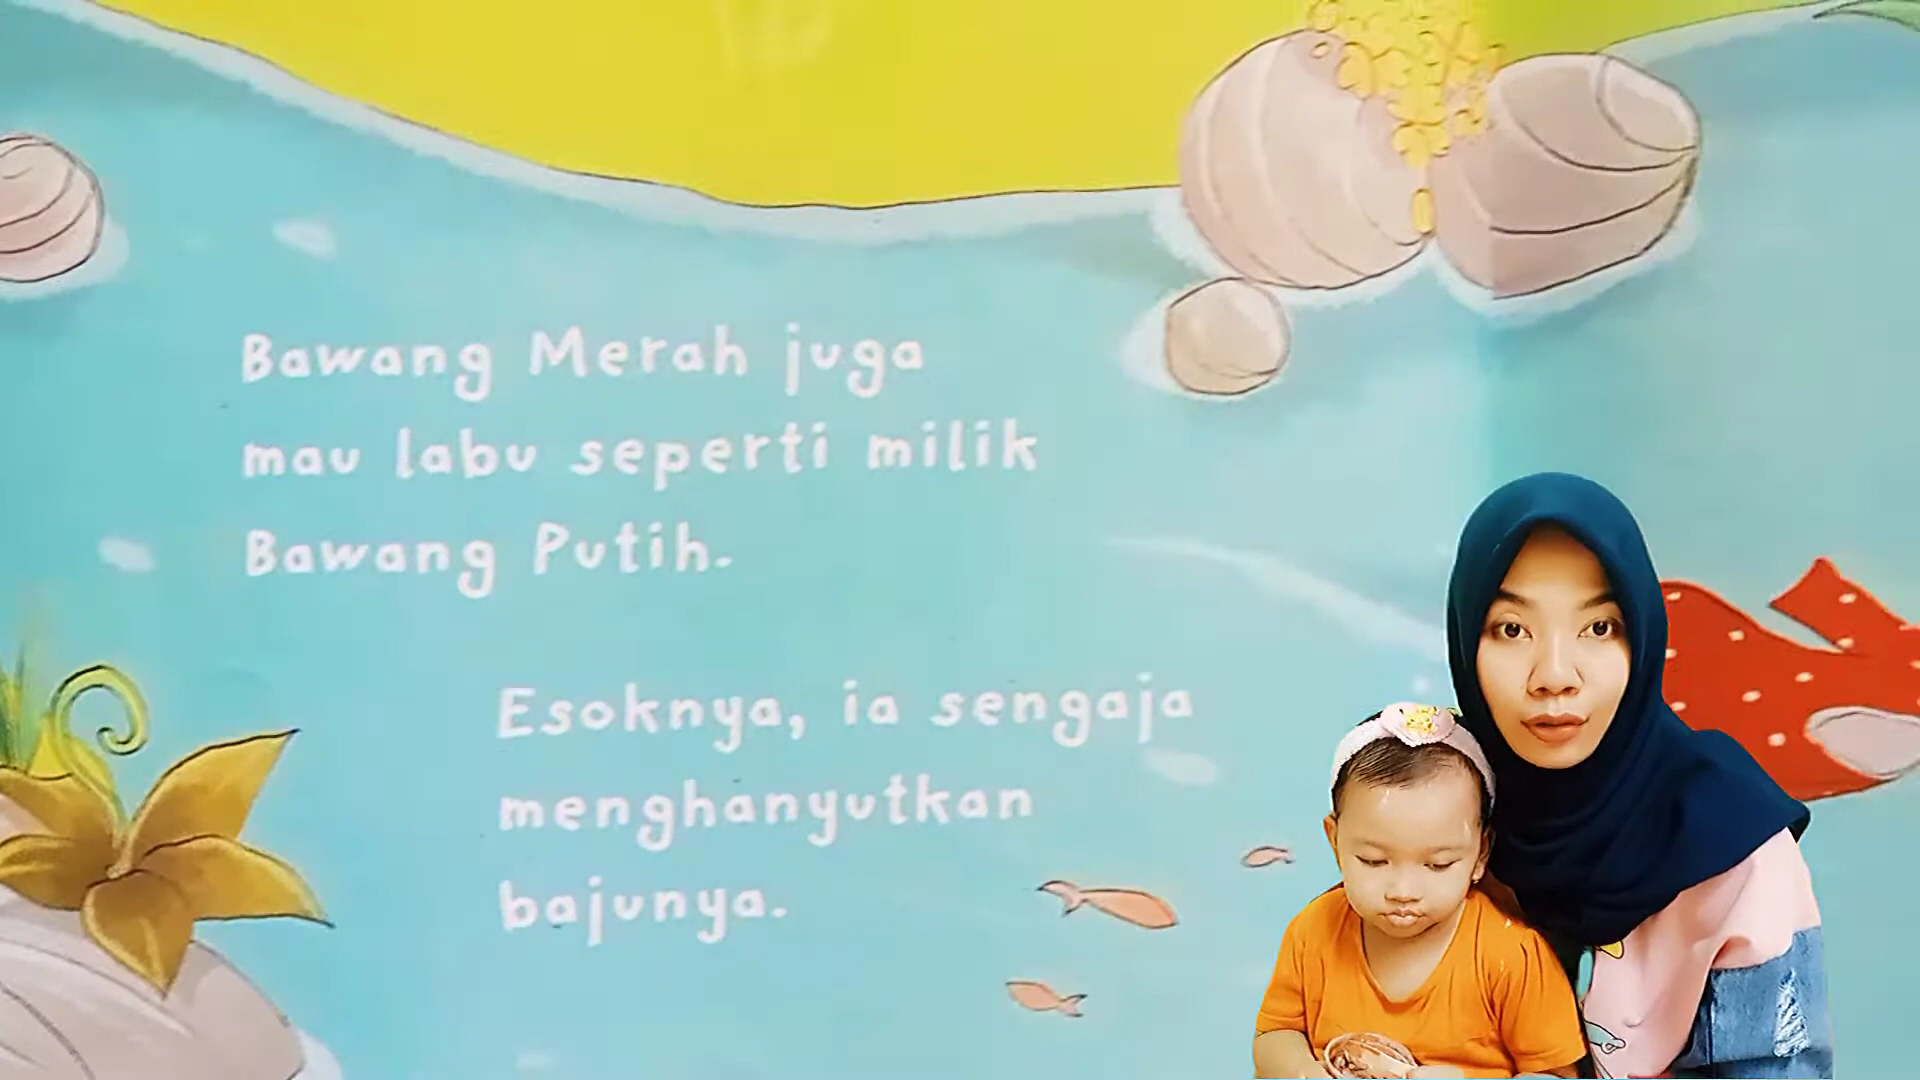 Bawang Merah juga
mau labu seperti milik
Bawang Putih.
Esoknya, ia sengaja
menghanyutkan
bajunya.